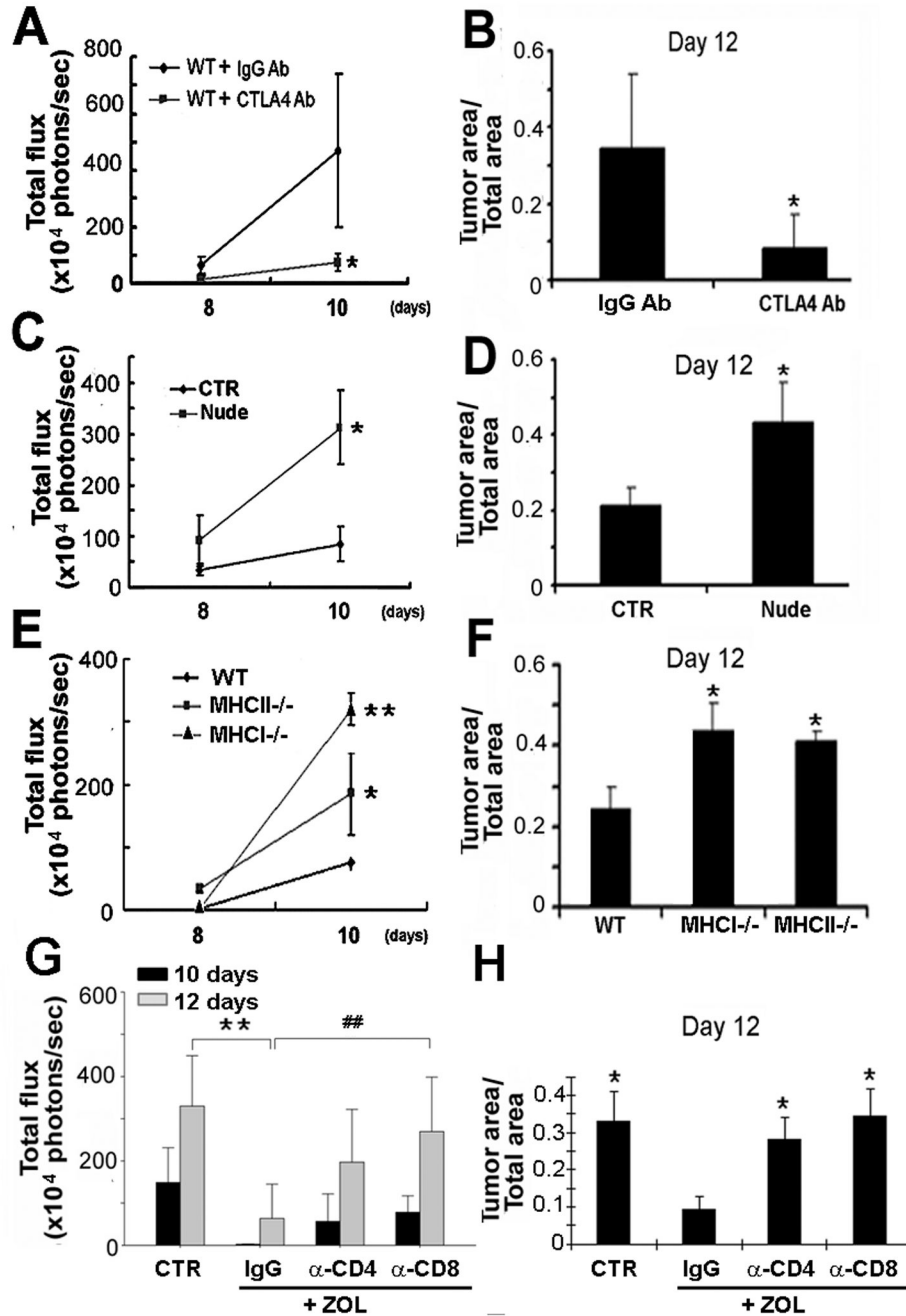 A
Total flux
(x10⁴ photons/sec)
800
600
400
200
0
WT + IgG Ab
WT + CTLA4 Ab
*
8
10
(days)
B
Day 12
Tumor area/
Total area
0.6
0.4
0.2
0
*
IgG Ab
CTLA4 Ab
C
Total flux
(x10⁴ photons/sec)
400
300
200
100
0
CTR
Nude
*
8
10
(days)
D
Day 12
Tumor area/
Total area
0.6
0.4
0.2
0
*
CTR
Nude
E
Total flux
(x10⁴ photons/sec)
400
200
0
WT
MHCII-/-
MHCI-/-
**
*
8
10
(days)
F
Day 12
Tumor area/
Total area
0.6
0.4
0.2
0
*
*
WT
MHCI-/-
MHCII-/-
G
10 days
12 days
Total flux
(x10⁴ photons/sec)
600
400
200
0
**
##
CTR
IgG
α-CD4
α-CD8
+ ZOL
H
Day 12
Tumor area/
Total area
0.4
0.3
0.2
0.1
0
*
*
*
CTR
IgG
α-CD4
α-CD8
+ ZOL